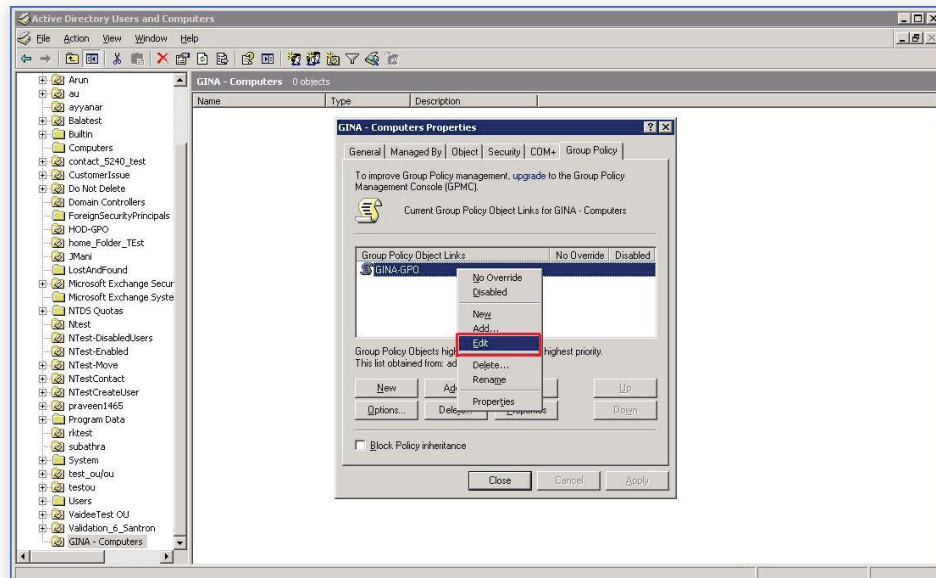 Active Directory Users and Computers
File Action View Window Help
GINA - Computers 0 objects
Name Type Description
Arun
au
ayyanar
Balatest
Builtin
Computers
contact_5240_test
CustomerIssue
Do Not Delete
Domain Controllers
ForeignSecurityPrincipals
HOD-GPO
home_Folder_TEst
JMani
LostAndFound
Microsoft Exchange Secur
Microsoft Exchange Syste
NTDS Quotas
Ntest
NTest-DisabledUsers
NTest-Enabled
NTest-Move
NTestContact
NTestCreateUser
praveen1465
Program Data
rktest
subathra
System
test_ou/ou
testou
Users
VaideeTest OU
Validation_6_Santron
GINA - Computers
GINA - Computers Properties
General Managed By Object Security COM+ Group Policy
To improve Group Policy management, upgrade to the Group Policy
Management Console (GPMC).
Current Group Policy Object Links for GINA - Computers
Group Policy Object Links No Override Disabled
GINA-GPO
No Override
Disabled
New
Add...
Edit
Delete...
Rename
Properties
Group Policy Objects high highest priority.
This list obtained from: ad
New Ad Up
Options... Dele Down
Block Policy inheritance
Close Cancel Apply